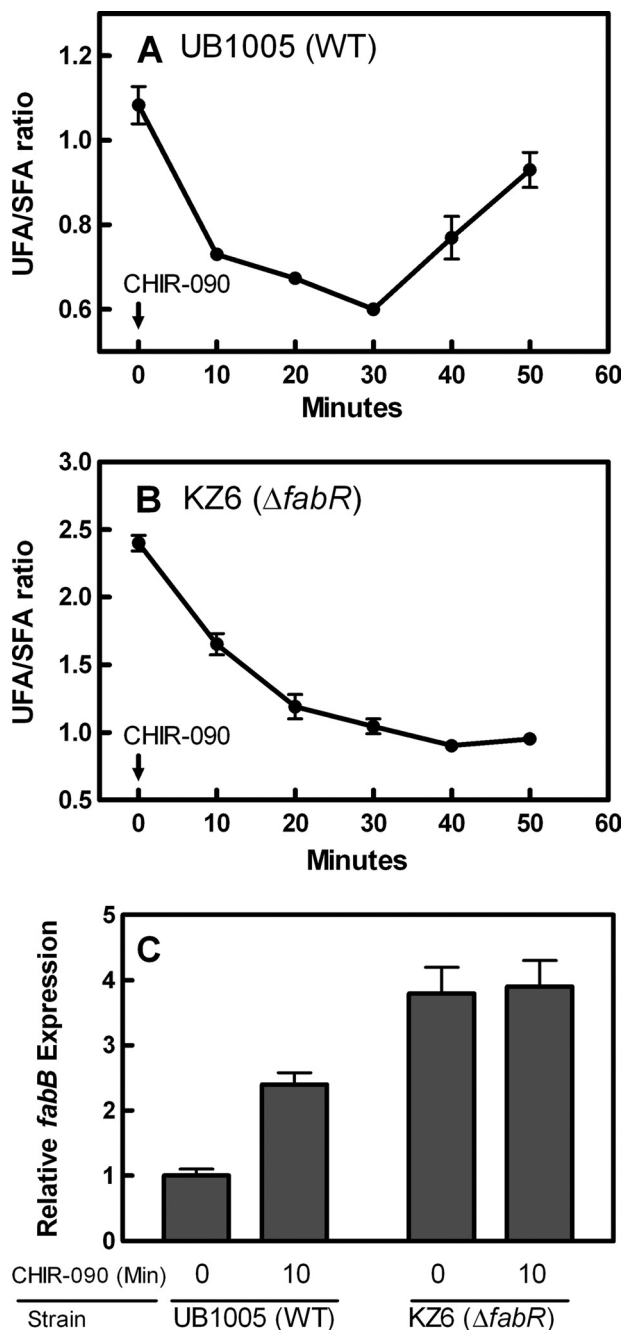 A UB1005 (WT)
UFA/SFA ratio
1.2
1.0
0.8
0.6
CHIR-090
0 10 20 30 40 50 60
Minutes
B KZ6 (ΔfabR)
UFA/SFA ratio
3.0
2.5
2.0
1.5
1.0
0.5
CHIR-090
0 10 20 30 40 50 60
Minutes
C
Relative fabB Expression
5
4
3
2
1
0
CHIR-090 (Min) 0 10 0 10
Strain UB1005 (WT) KZ6 (ΔfabR)